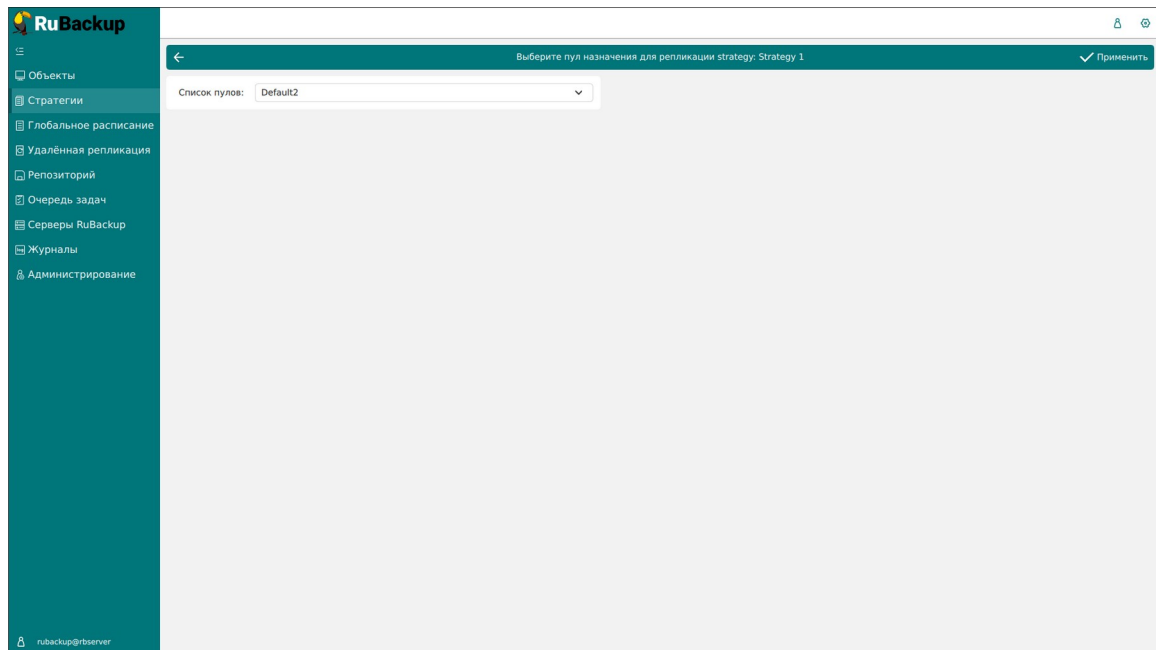 RuBackup
Выберите пул назначения для репликации strategy: Strategy 1
Применить
Объекты
Стратегии
Глобальное расписание
Удалённая репликация
Репозиторий
Очередь задач
Серверы RuBackup
Журналы
Администрирование
Список пулов: Default2
rubackup@rbserver